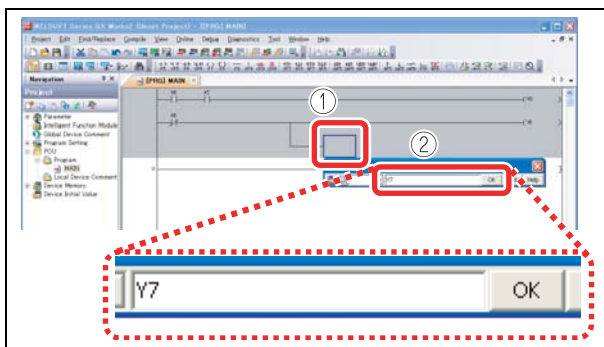 MELSOFT Series GX Works2 (Unset Project) - [[PRG] MAIN]
Project Edit Find/Replace Compile View Online Debug Diagnostics Tool Window Help
Navigation
[PRG] MAIN
Project
Parameter
Intelligent Function Module
Global Device Comment
Program Setting
POU
Program
MAIN
Local Device Comment
Device Memory
Device Initial Value
①
②
Y7 OK Help
Y7 OK